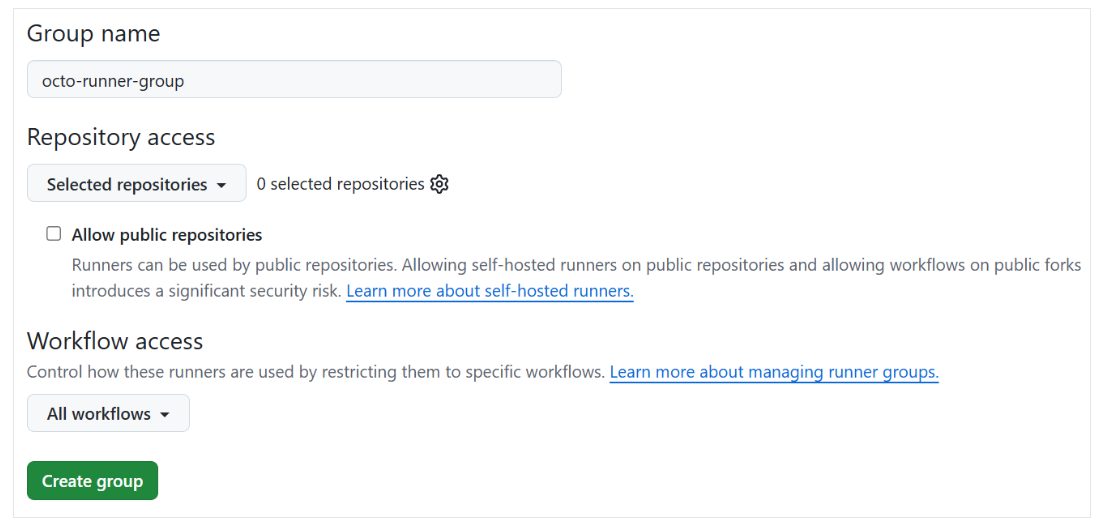 Group name
octo-runner-group
Repository access
Selected repositories 0 selected repositories
Allow public repositories
Runners can be used by public repositories. Allowing self-hosted runners on public repositories and allowing workflows on public forks
introduces a significant security risk. Learn more about self-hosted runners.
Workflow access
Control how these runners are used by restricting them to specific workflows. Learn more about managing runner groups.
All workflows
Create group